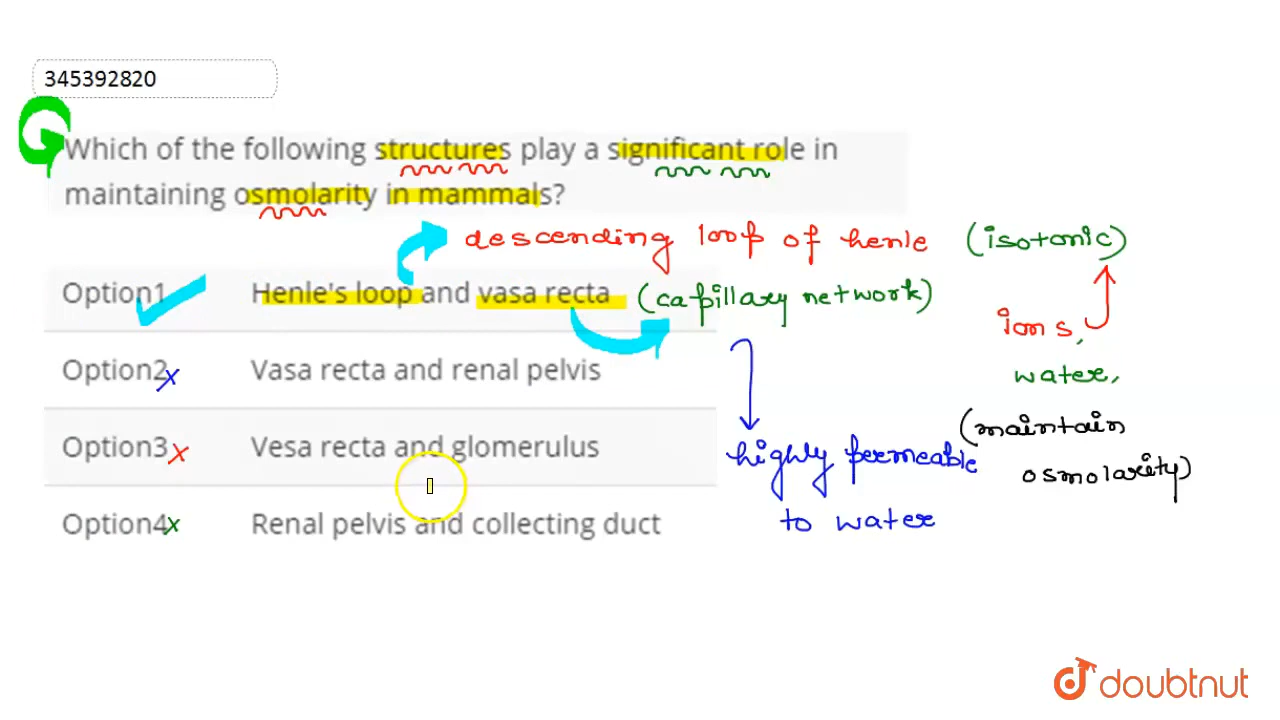 345392820
Which of the following structures play a significant role in
maintaining osmolarity in mammals?
descending loop of henle (isotonic)
Option1 Henle's loop and vasa recta (capillary network)
ions,
Option2 x Vasa recta and renal pelvis
water,
(maintain
Option3 x Vesa recta and glomerulus
highly permeable
osmolarity)
Option4 x Renal pelvis and collecting duct
to water
doubtnut